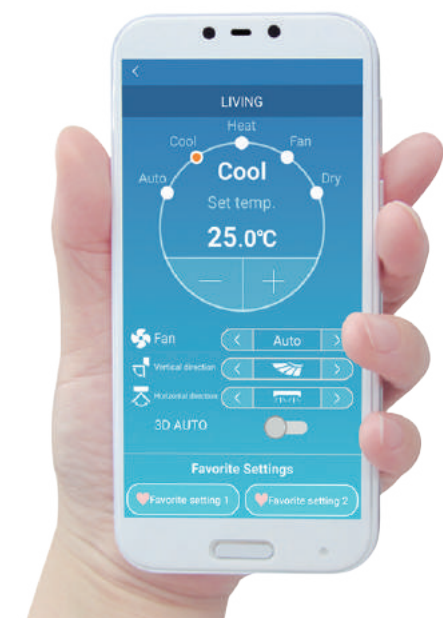 LIVING
Heat
Cool Fan
Auto Cool Dry
Set temp.
25.0℃
− +
Fan Auto
Vertical direction
Horizontal direction
3D AUTO
Favorite Settings
Favorite setting 1 Favorite setting 2